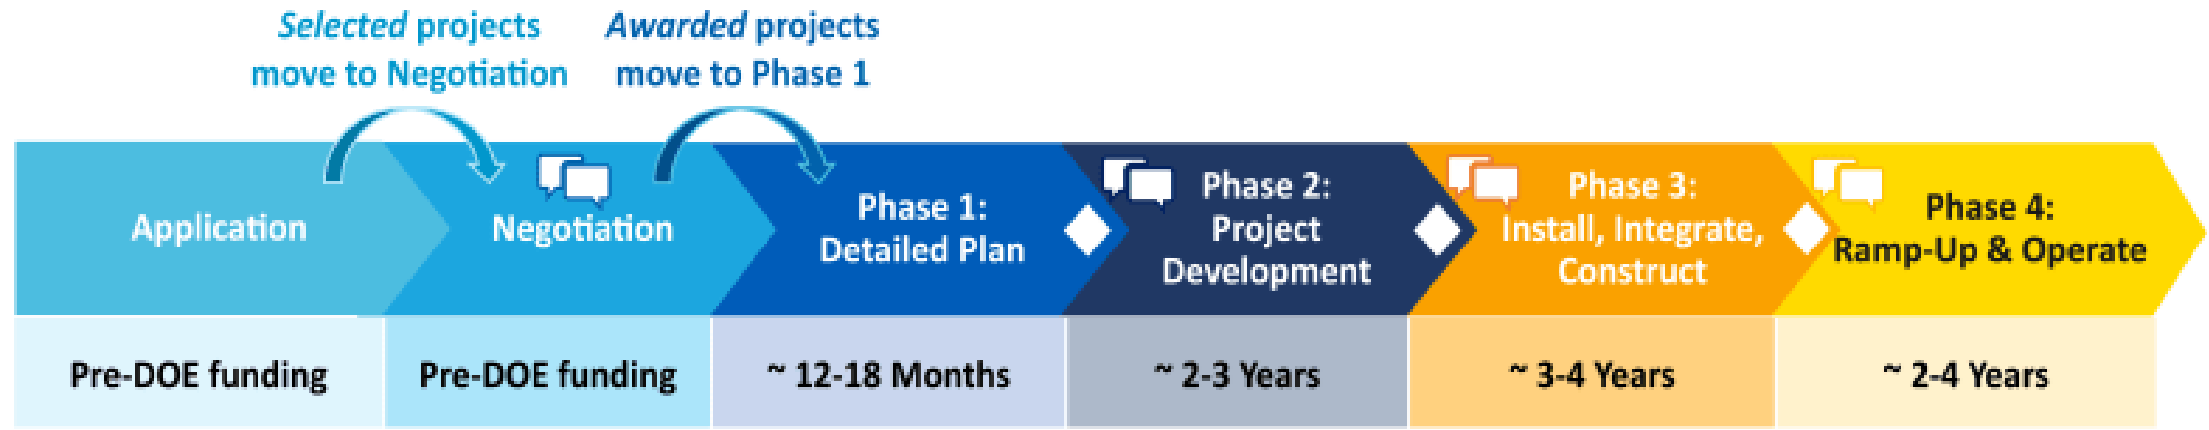 Selected projects
move to Negotiation
Awarded projects
move to Phase 1
Application
Negotiation
Phase 1:
Detailed Plan
Phase 2:
Project
Development
Phase 3:
Install, Integrate,
Construct
Phase 4:
Ramp-Up & Operate
Pre-DOE funding
Pre-DOE funding
~ 12-18 Months
~ 2-3 Years
~ 3-4 Years
~ 2-4 Years